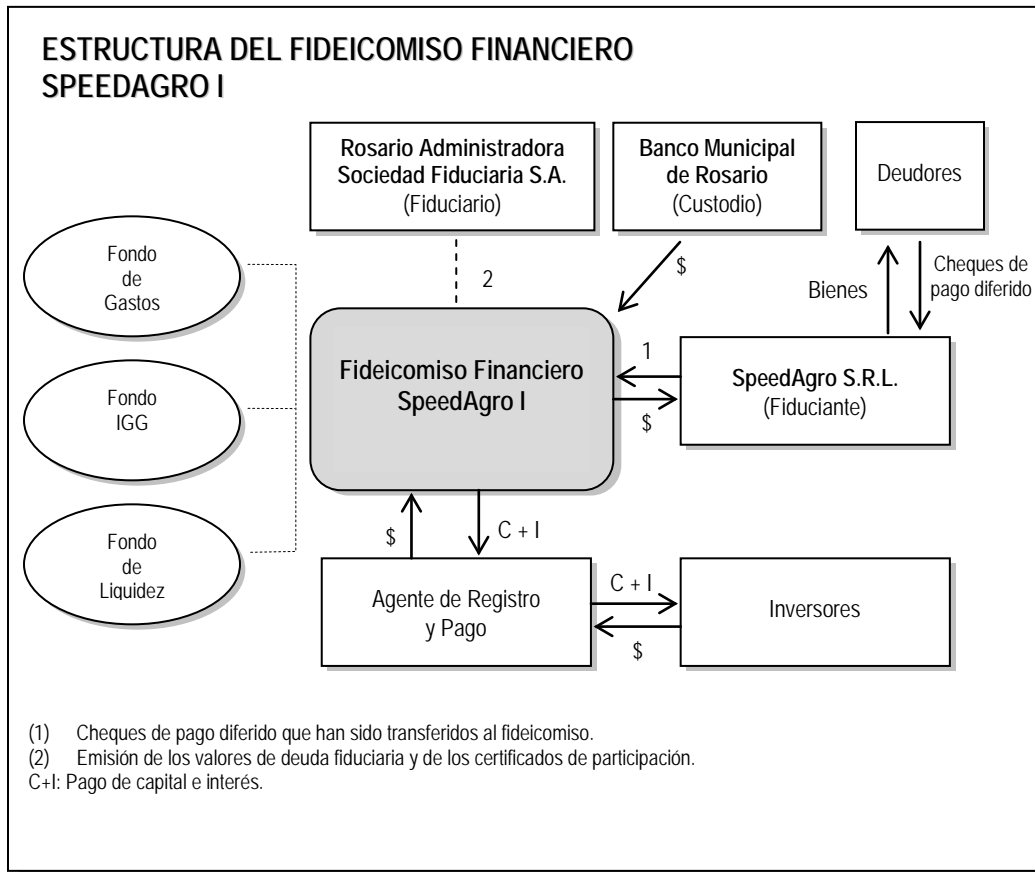 ESTRUCTURA DEL FIDEICOMISO FINANCIERO
SPEEDAGRO I
Rosario Administradora
Sociedad Fiduciaria S.A.
(Fiduciario)
Banco Municipal
de Rosario
(Custodio)
Deudores
Fondo
de
Gastos
2
$
Bienes
Cheques de
pago diferido
Fideicomiso Financiero
SpeedAgro I
1
$
SpeedAgro S.R.L.
(Fiduciante)
Fondo
IGG
Fondo
de
Liquidez
$
C + I
Agente de Registro
y Pago
C + I
$
Inversores
(1) Cheques de pago diferido que han sido transferidos al fideicomiso.
(2) Emisión de los valores de deuda fiduciaria y de los certificados de participación.
C+I: Pago de capital e interés.